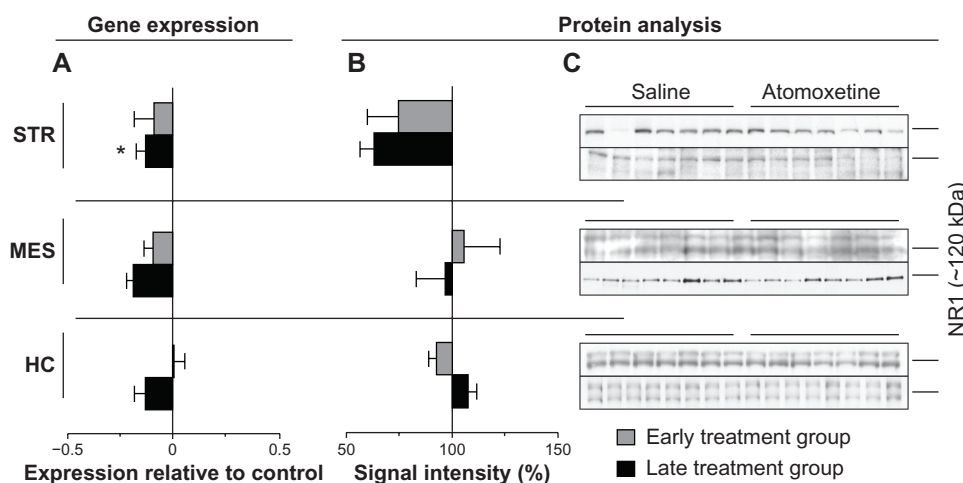 Gene expression
Protein analysis
A
B
C
Saline
Atomoxetine
STR
*
MES
HC
NR1 (~120 kDa)
−0.5
0
0.5
50
100
150
Expression relative to control
Signal intensity (%)
Early treatment group
Late treatment group